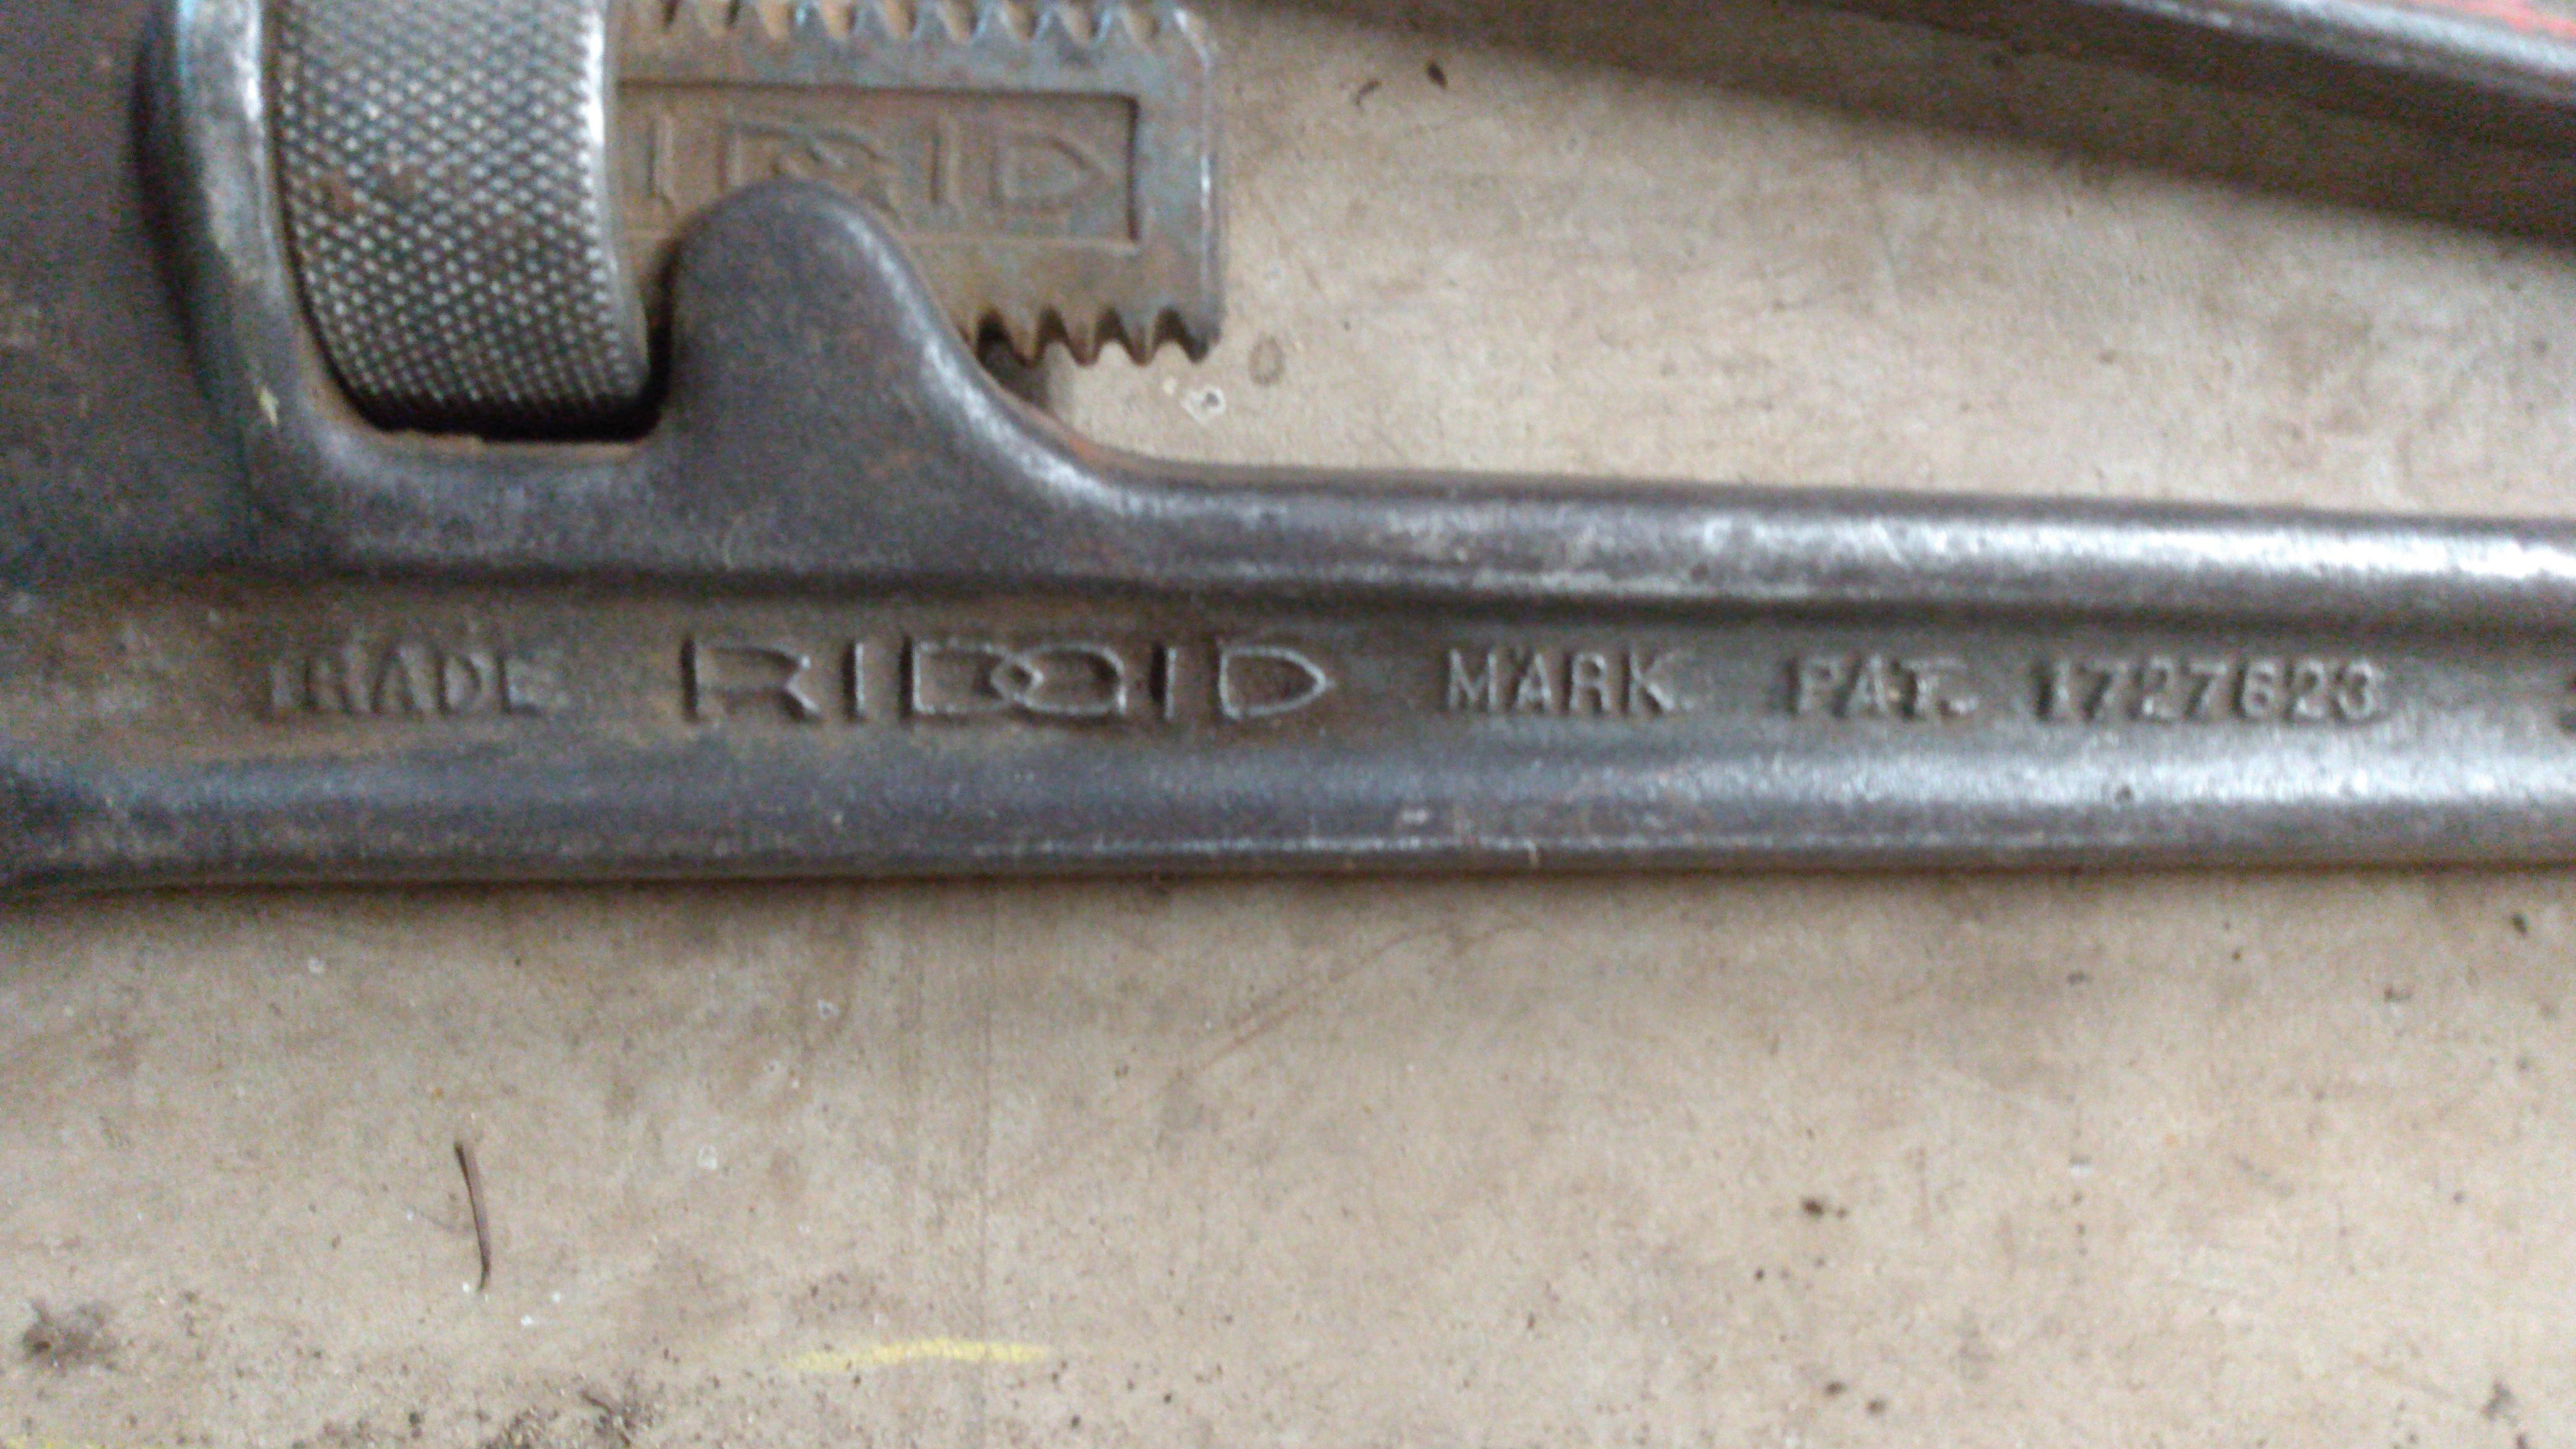 RIDGID
TRADE RIDGID MARK PAT. 1727623